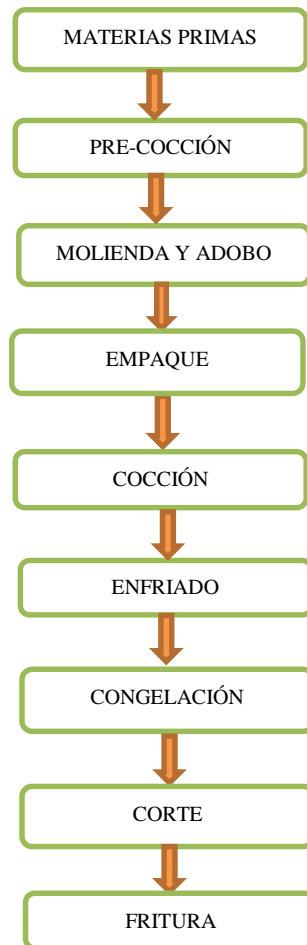 MATERIAS PRIMAS
PRE-COCCIÓN
MOLIENDA Y ADOBO
EMPAQUE
COCCIÓN
ENFRIADO
CONGELACIÓN
CORTE
FRITURA